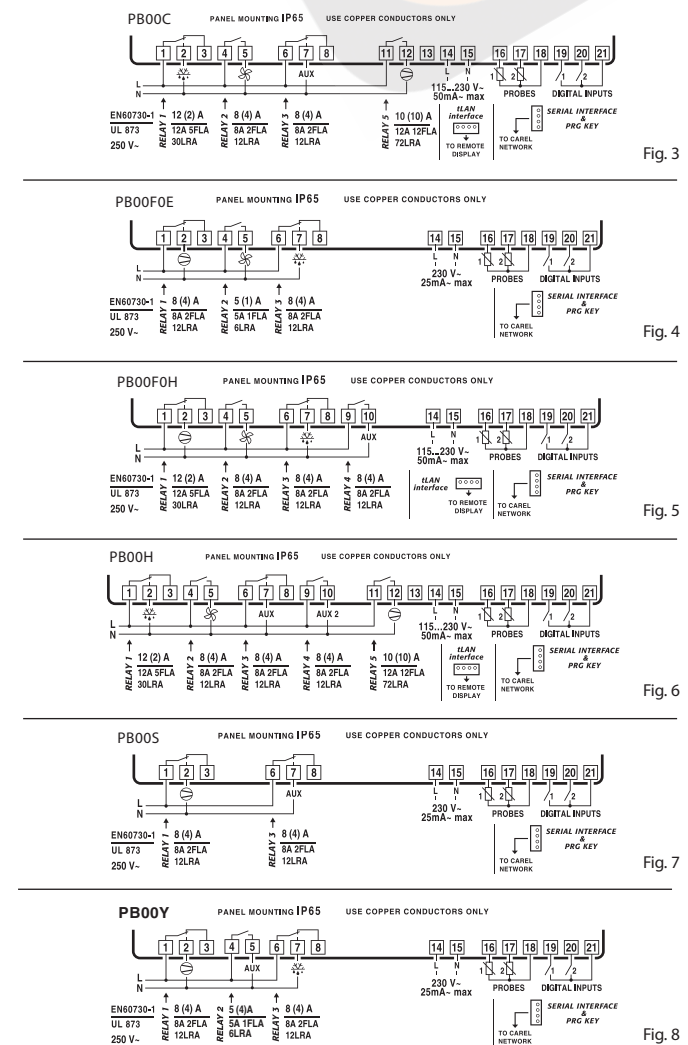 PB00C PANEL MOUNTING IP65 USE COPPER CONDUCTORS ONLY
1 2 3 4 5 6 7 8 11 12 13 14 15 16 17 18 19 20 21
AUX L N 1 2 1 2
L
N
115...230 V~ PROBES DIGITAL INPUTS
50mA~ max
EN60730-1 RELAY 1 12 (2) A RELAY 2 8 (4) A RELAY 3 8 (4) A RELAY 5 10 (10) A tLAN interface SERIAL INTERFACE & PRG KEY
UL 873 12A 5FLA 8A 2FLA 8A 2FLA 10A 12FLA
250 V~ 30LRA 12LRA 12LRA 72LRA
TO REMOTE DISPLAY TO CAREL NETWORK
Fig. 3
PB00F0E PANEL MOUNTING IP65 USE COPPER CONDUCTORS ONLY
1 2 3 4 5 6 7 8 14 15 16 17 18 19 20 21
L N 1 2 1 2
L
N
230 V~ PROBES DIGITAL INPUTS
25mA~ max
EN60730-1 RELAY 1 8 (4) A RELAY 2 5 (1) A RELAY 3 8 (4) A SERIAL INTERFACE & PRG KEY
UL 873 8A 2FLA 5A 1FLA 8A 2FLA
250 V~ 12LRA 6LRA 12LRA
TO CAREL NETWORK
Fig. 4
PB00F0H PANEL MOUNTING IP65 USE COPPER CONDUCTORS ONLY
1 2 3 4 5 6 7 8 9 10 14 15 16 17 18 19 20 21
AUX L N 1 2 1 2
L
N
115...230 V~ PROBES DIGITAL INPUTS
50mA~ max
EN60730-1 RELAY 1 12 (2) A RELAY 2 8 (4) A RELAY 3 8 (4) A RELAY 4 8 (4) A tLAN interface SERIAL INTERFACE & PRG KEY
UL 873 12A 5FLA 8A 2FLA 8A 2FLA 8A 2FLA
250 V~ 30LRA 12LRA 12LRA 12LRA
TO REMOTE DISPLAY TO CAREL NETWORK
Fig. 5
PB00H PANEL MOUNTING IP65 USE COPPER CONDUCTORS ONLY
1 2 3 4 5 6 7 8 9 10 11 12 13 14 15 16 17 18 19 20 21
AUX AUX 2 L N 1 2 1 2
L
N
115...230 V~ PROBES DIGITAL INPUTS
50mA~ max
RELAY 1 12 (2) A RELAY 2 8 (4) A RELAY 3 8 (4) A RELAY 4 8 (4) A RELAY 5 10 (10) A tLAN interface SERIAL INTERFACE & PRG KEY
12A 5FLA 8A 2FLA 8A 2FLA 8A 2FLA 12A 12FLA
30LRA 12LRA 12LRA 12LRA 72LRA
TO REMOTE DISPLAY TO CAREL NETWORK
Fig. 6
PB00S PANEL MOUNTING IP65 USE COPPER CONDUCTORS ONLY
1 2 3 6 7 8 14 15 16 17 18 19 20 21
AUX L N 1 2 1 2
L
N
230 V~ PROBES DIGITAL INPUTS
25mA~ max
EN60730-1 RELAY 1 8 (4) A RELAY 3 8 (4) A SERIAL INTERFACE & PRG KEY
UL 873 8A 2FLA 8A 2FLA
250 V~ 12LRA 12LRA
TO CAREL NETWORK
Fig. 7
PB00Y PANEL MOUNTING IP65 USE COPPER CONDUCTORS ONLY
1 2 3 4 5 6 7 8 14 15 16 17 18 19 20 21
AUX L N 1 2 1 2
L
N
230 V~ PROBES DIGITAL INPUTS
25mA~ max
EN60730-1 RELAY 1 8 (4) A RELAY 2 5 (4)A RELAY 3 8 (4) A SERIAL INTERFACE & PRG KEY
UL 873 8A 2FLA 5A 1FLA 8A 2FLA
250 V~ 12LRA 6LRA 12LRA
TO CAREL NETWORK
Fig. 8